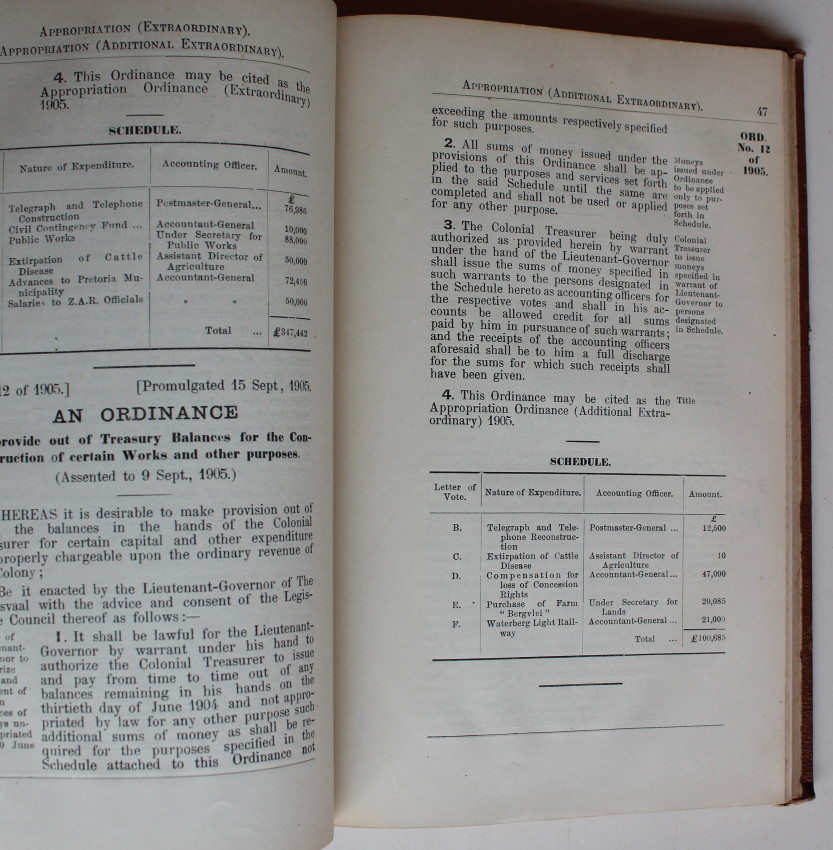 APPROPRIATION (EXTRAORDINARY).
APPROPRIATION (ADDITIONAL EXTRAORDINARY).
4. This Ordinance may be cited as the
Appropriation Ordinance (Extraordinary)
1905.
SCHEDULE.
Nature of Expenditure. Accounting Officer. Amount.
£
Telegraph and Telephone Postmaster-General... 76,986
Construction
Civil Contingency Fund ... Accountant-General 10,000
Public Works Under Secretary for 88,000
Public Works
Extirpation of Cattle Assistant Director of 50,000
Disease Agriculture
Advances to Pretoria Mu- Accountant-General 72,456
nicipality
Salaries to Z.A.R. Officials " " 50,000
Total ... £347,442
12 of 1905.] [Promulgated 15 Sept, 1905.
AN ORDINANCE
provide out of Treasury Balances for the Con-
ruction of certain Works and other purposes.
(Assented to 9 Sept., 1905.)
HEREAS it is desirable to make provision out of
the balances in the hands of the Colonial
surer for certain capital and other expenditure
properly chargeable upon the ordinary revenue of
Colony;
Be it enacted by the Lieutenant-Governor of The
svaal with the advice and consent of the Legis-
e Council thereof as follows:—
1. It shall be lawful for the Lieutenant-
Governor by warrant under his hand to
authorize the Colonial Treasurer to issue
and pay from time to time out of any
balances remaining in his hands on the
thirtieth day of June 1904 and not appro-
priated by law for any other purpose such
additional sums of money as shall be re-
quired for the purposes specified in the
Schedule attached to this Ordinance not
of
nant-
nor to
rize
and
ent of
n
ces of
ys un-
priated
0 June
APPROPRIATION (ADDITIONAL EXTRAORDINARY). 47
ORD.
No. 12
of
1905.
exceeding the amounts respectively specified
for such purposes.
2. All sums of money issued under the
provisions of this Ordinance shall be ap-
plied to the purposes and services set forth
in the said Schedule until the same are
completed and shall not be used or applied
for any other purpose.
Moneys
issued under
Ordinance
to be applied
only to pur-
poses set
forth in
Schedule.
3. The Colonial Treasurer being duly
authorized as provided herein by warrant
under the hand of the Lieutenant-Governor
shall issue the sums of money specified in
such warrants to the persons designated in
the Schedule hereto as accounting officers for
the respective votes and shall in his ac-
counts be allowed credit for all sums
paid by him in pursuance of such warrants;
and the receipts of the accounting officers
aforesaid shall be to him a full discharge
for the sums for which such receipts shall
have been given.
Colonial
Treasurer
to issue
moneys
specified in
warrant of
Lieutenant-
Governor to
persons
designated
in Schedule.
4. This Ordinance may be cited as the
Appropriation Ordinance (Additional Extra-
ordinary) 1905.
Title
SCHEDULE.
Letter of Vote. Nature of Expenditure. Accounting Officer. Amount.
£
B. Telegraph and Tele- Postmaster-General ... 12,500
phone Reconstruc-
tion
C. Extirpation of Cattle Assistant Director of 10
Disease Agriculture
D. Compensation for Accountant-General... 47,090
loss of Concession
Rights
E. Purchase of Farm Under Secretary for 20,085
"Bergvlei" Lands
F. Waterberg Light Rail- Accountant-General... 21,000
way
Total ... £100,685